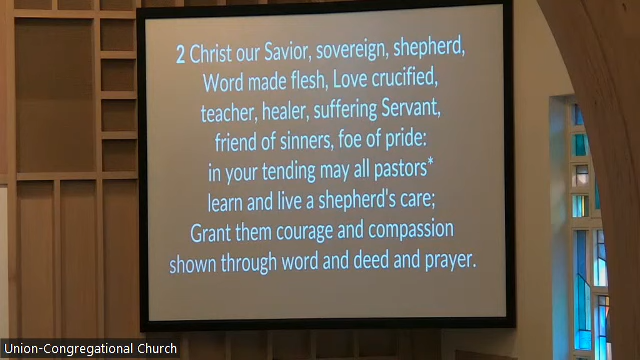 2 Christ our Savior, sovereign, shepherd,
Word made flesh, Love crucified,
teacher, healer, suffering Servant,
friend of sinners, foe of pride:
in your tending may all pastors*
learn and live a shepherd's care;
Grant them courage and compassion
shown through word and deed and prayer.
Union-Congregational Church